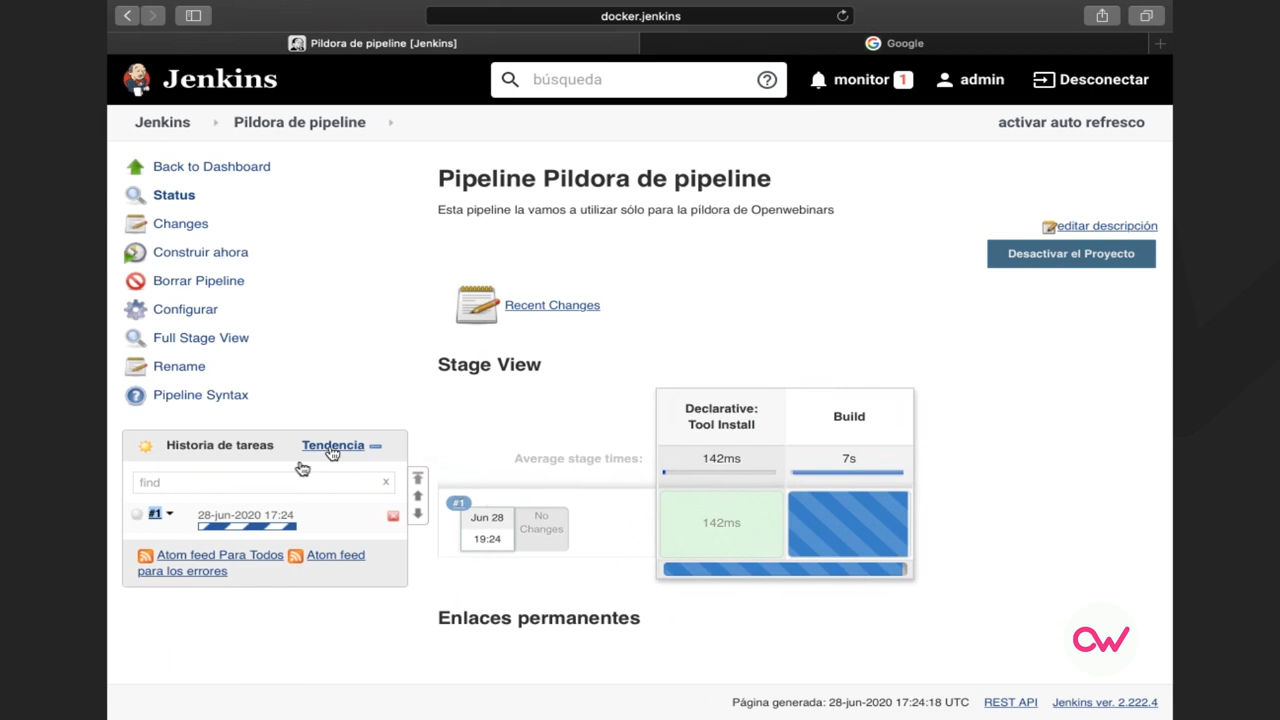 docker.jenkins
Pildora de pipeline [Jenkins]
Google
Jenkins
búsqueda
monitor 1
admin
Desconectar
Jenkins
Pildora de pipeline
activar auto refresco
Back to Dashboard
Status
Changes
Construir ahora
Borrar Pipeline
Configurar
Full Stage View
Rename
Pipeline Syntax
Historia de tareas
Tendencia
find
x
#1
28-jun-2020 17:24
Atom feed Para Todos
Atom feed
para los errores
Pipeline Pildora de pipeline
Esta pipeline la vamos a utilizar sólo para la píldora de Openwebinars
editar descripción
Desactivar el Proyecto
Recent Changes
Stage View
Declarative:
Tool Install
Build
Average stage times:
142ms
7s
#1
Jun 28
19:24
No
Changes
142ms
Enlaces permanentes
OW
Página generada: 28-jun-2020 17:24:18 UTC
REST API
Jenkins ver. 2.222.4